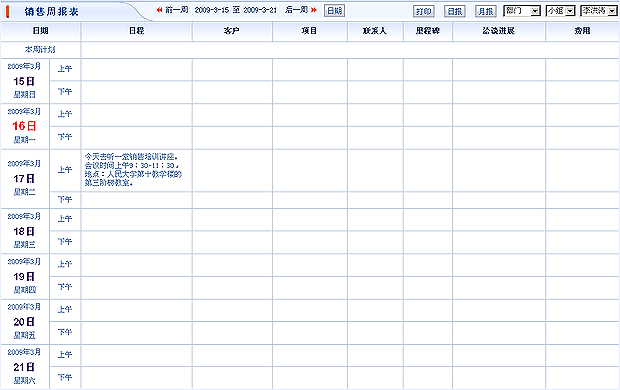 销售周报表 前一周 2009-3-15 至 2009-3-21 后一周 日期 打印 日报 月报 部门 小组 李洪涛
日期 日程 客户 项目 联系人 里程碑 洽谈进展 费用
本周计划
2009年3月
15日
星期日
上午
下午
2009年3月
16日
星期一
上午
下午
2009年3月
17日
星期二
上午
今天去听一堂销售培训讲座。
会议时间上午9:30-11:30，
地点：人民大学第十教学楼的
第三阶梯教室。
下午
2009年3月
18日
星期三
上午
下午
2009年3月
19日
星期四
上午
下午
2009年3月
20日
星期五
上午
下午
2009年3月
21日
星期六
上午
下午